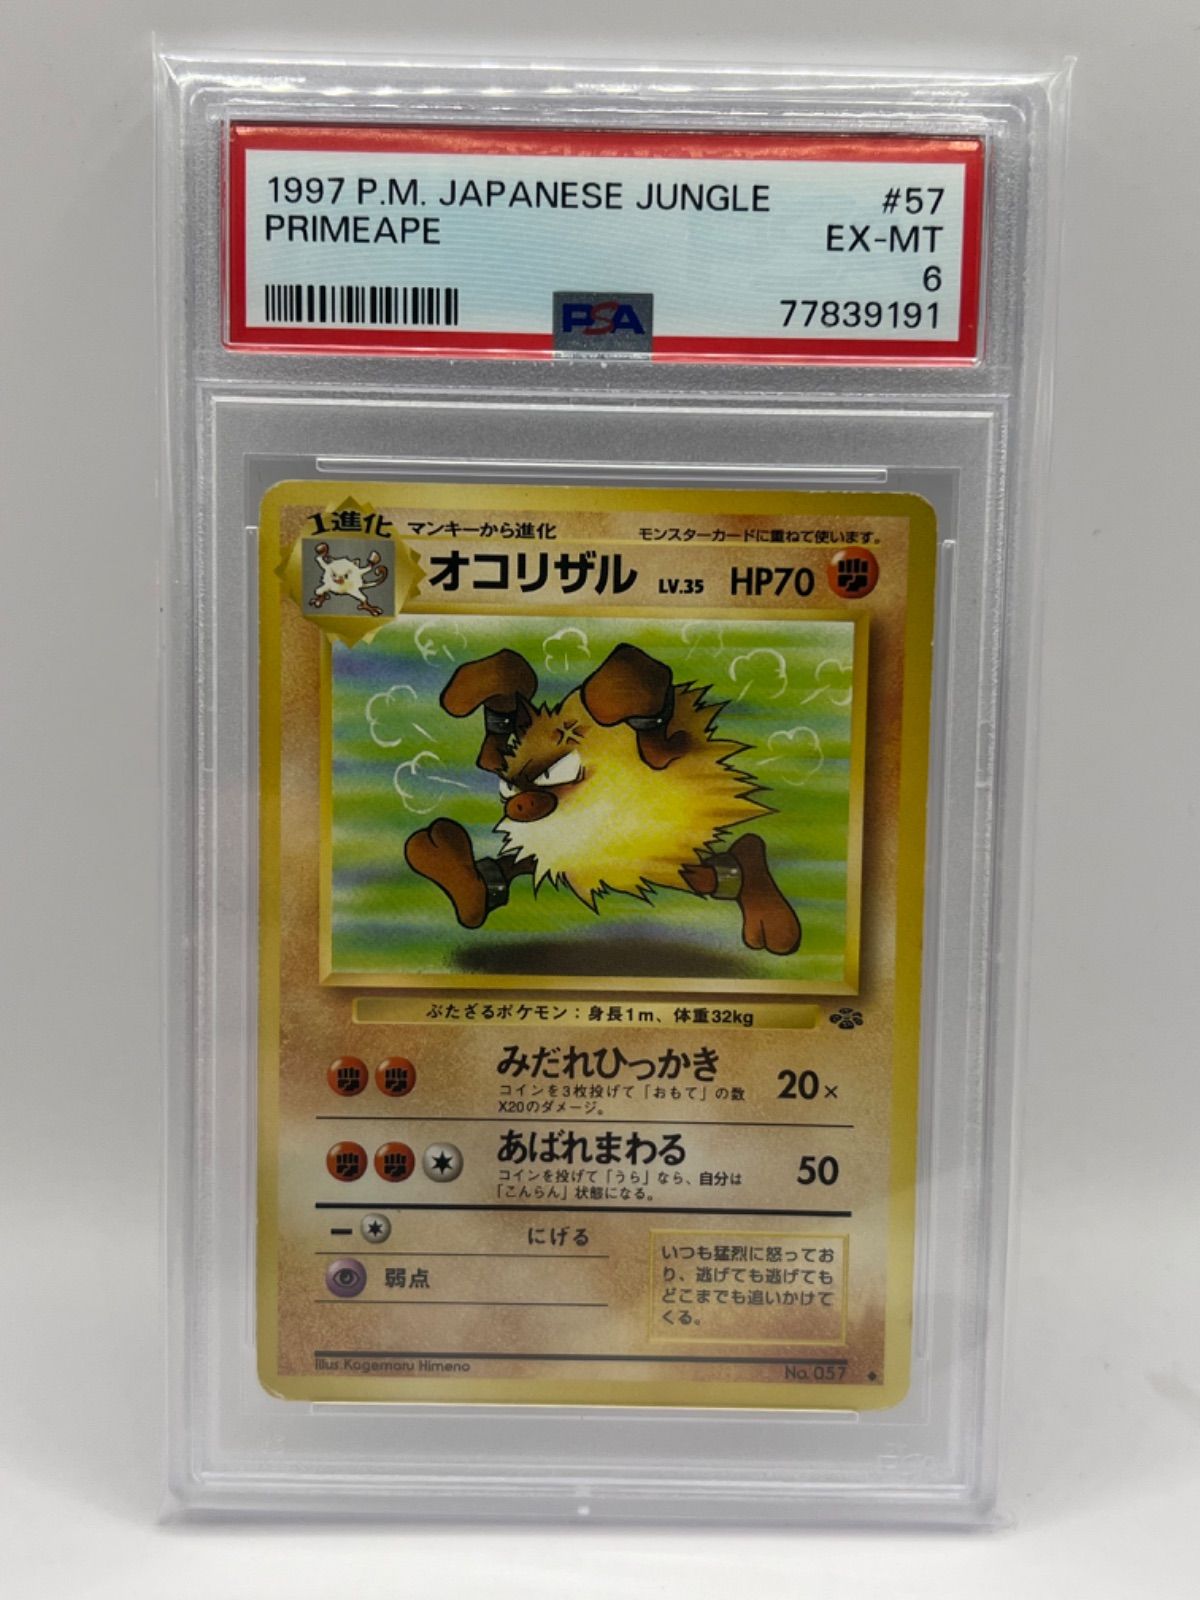 1997 P.M. JAPANESE JUNGLE #57
PRIMEAPE EX-MT
6
PSA 77839191
1進化 マンキーから進化 モンスターカードに重ねて使います。
オコリザル LV.35 HP70
ぶたざるポケモン：身長1m、体重32kg
みだれひっかき 20×
コインを3枚投げて「おもて」の数
X20のダメージ。
あばれまわる 50
コインを投げて「うら」なら、自分は
「こんらん」状態になる。
ー にげる
弱点
いつも猛烈に怒ってお
り、逃げても逃げても
どこまでも追いかけて
くる。
Illus. Kagemaru Himeno No. 057